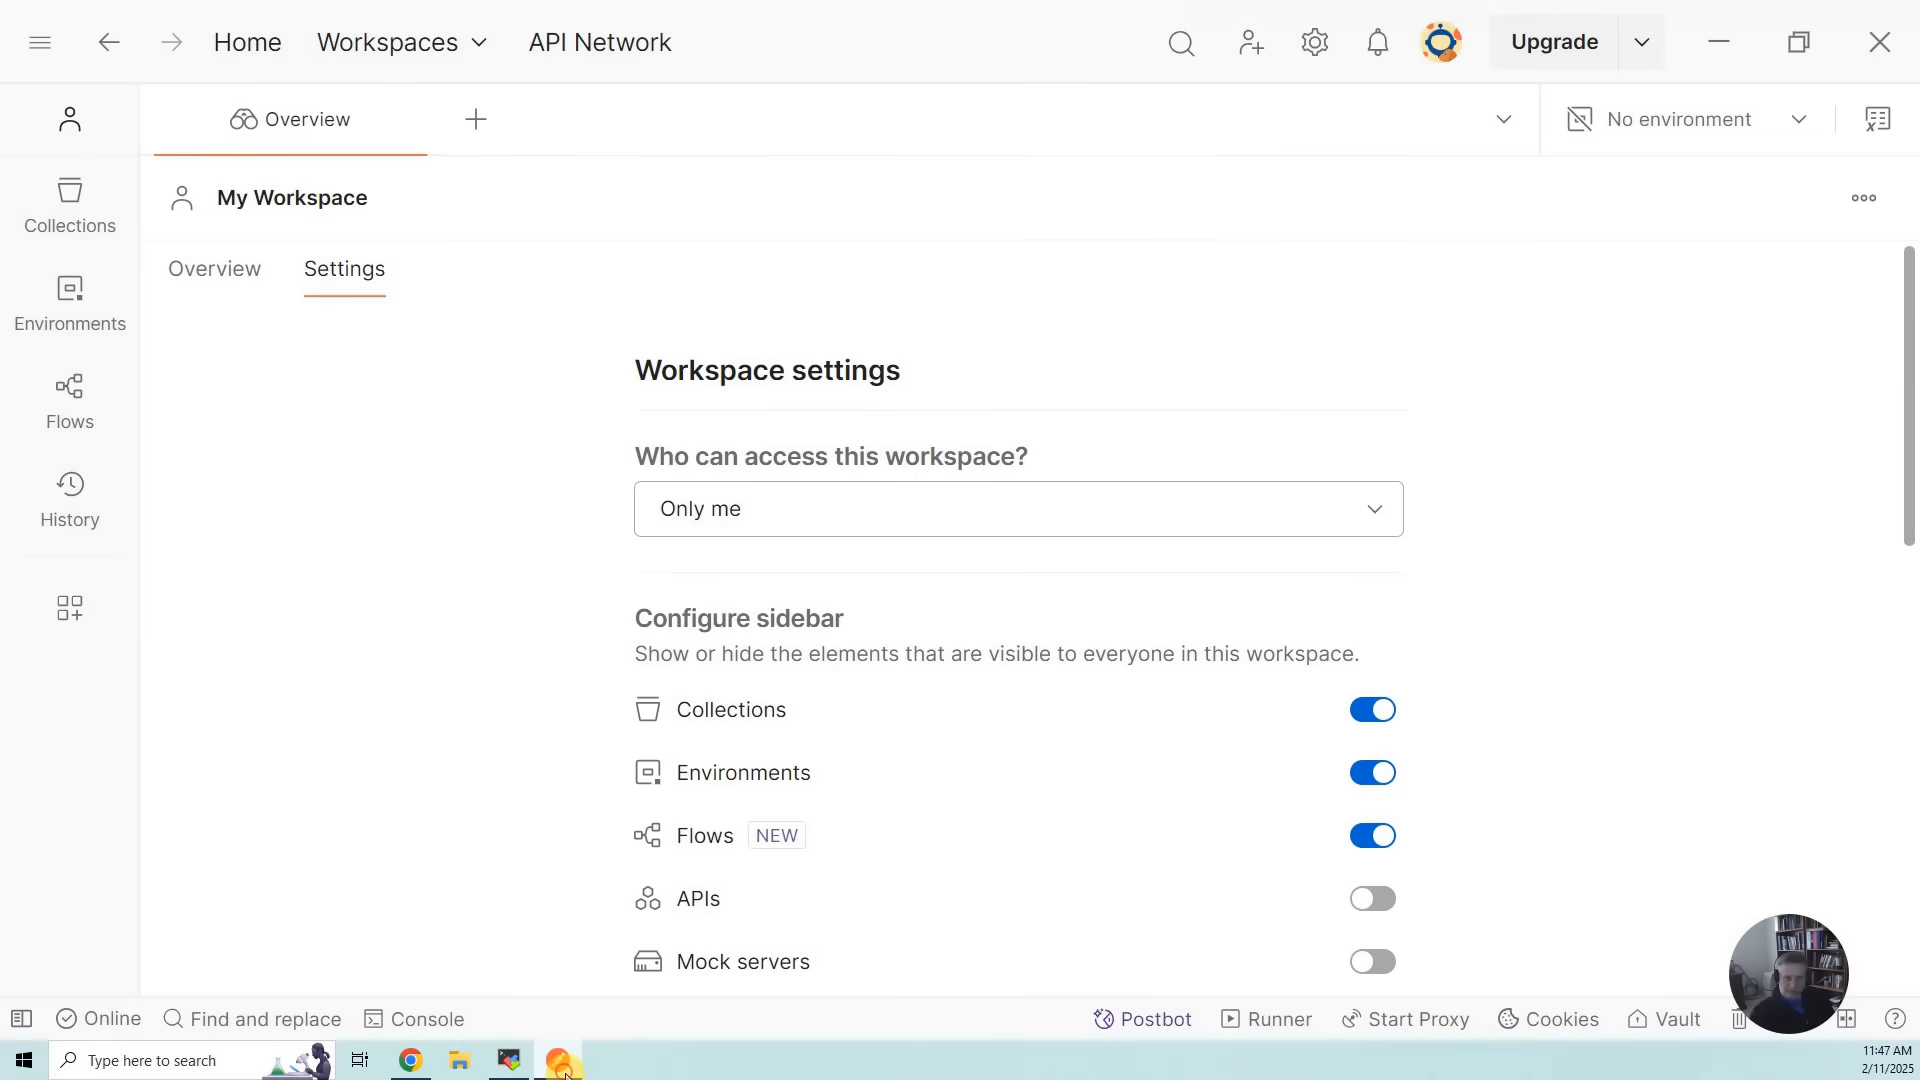 Home Workspaces API Network Upgrade
Overview No environment
My Workspace
Collections
Overview Settings
Environments
Workspace settings
Flows
Who can access this workspace?
Only me
History
Configure sidebar
Show or hide the elements that are visible to everyone in this workspace.
Collections
Environments
Flows NEW
APIs
Mock servers
Online Find and replace Console Postbot Runner Start Proxy Cookies Vault
Type here to search
11:47 AM
2/11/2025